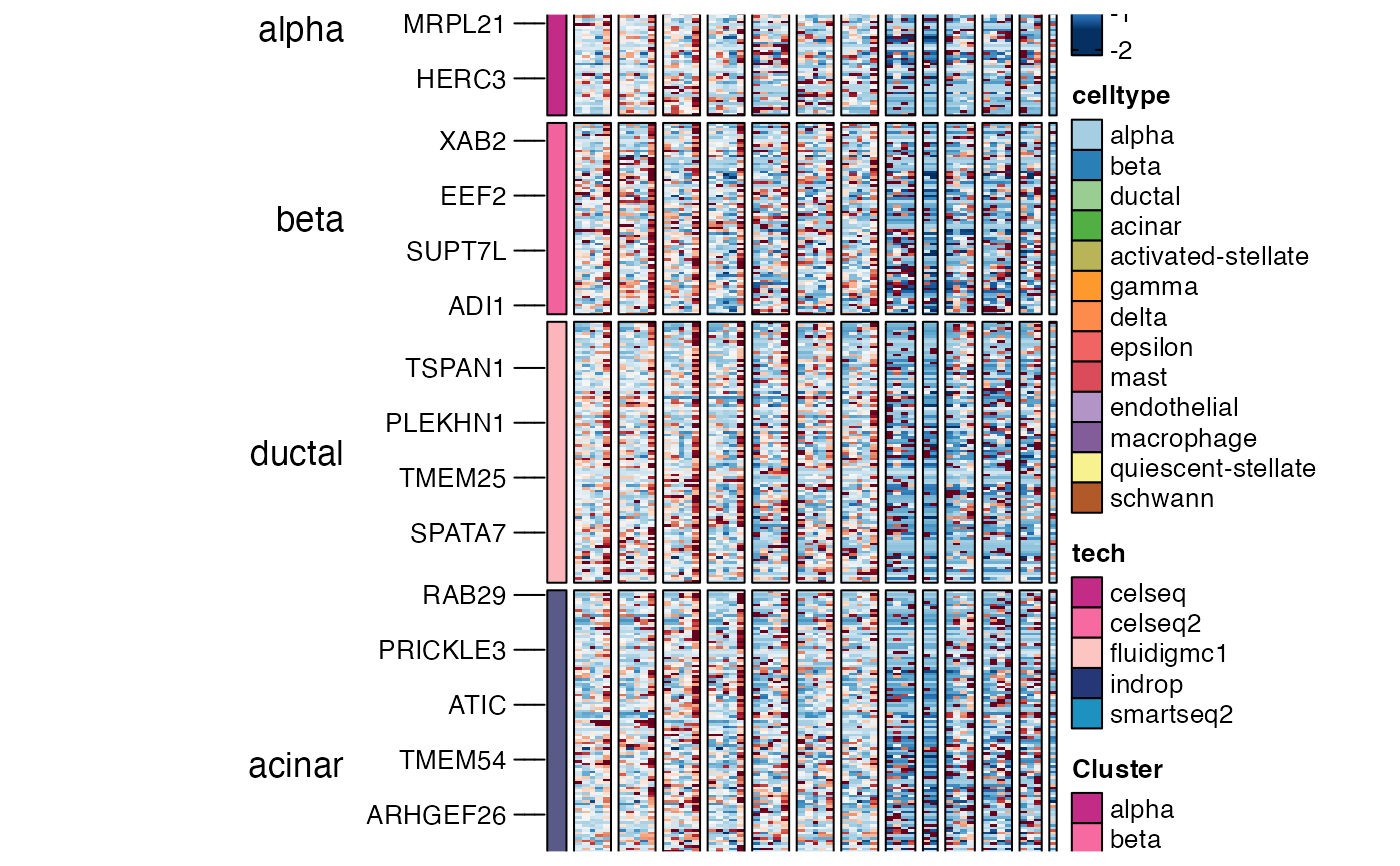 alpha
MRPL21
HERC3
beta
XAB2
EEF2
SUPT7L
ADI1
ductal
TSPAN1
PLEKHN1
TMEM25
SPATA7
acinar
RAB29
PRICKLE3
ATIC
TMEM54
ARHGEF26
-1
-2
celltype
alpha
beta
ductal
acinar
activated-stellate
gamma
delta
epsilon
mast
endothelial
macrophage
quiescent-stellate
schwann
tech
celseq
celseq2
fluidigmc1
indrop
smartseq2
Cluster
alpha
beta